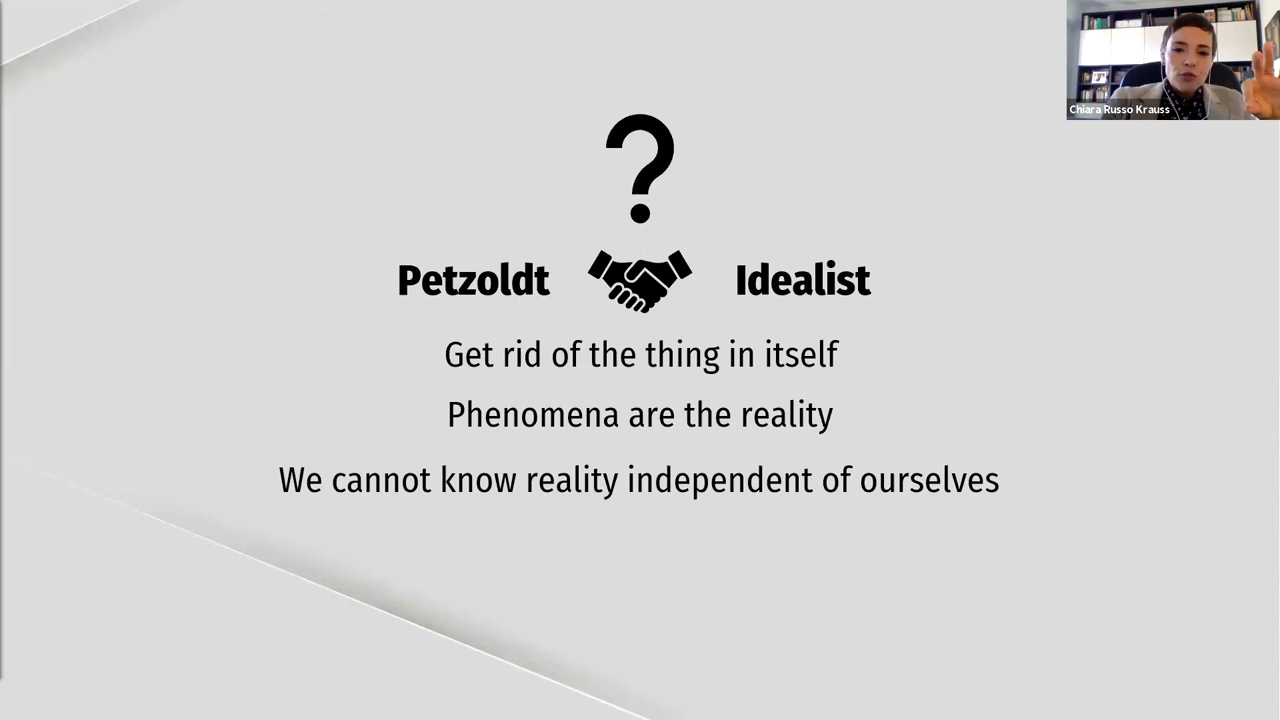 Chiara Russo Krauss
?
Petzoldt Idealist
Get rid of the thing in itself
Phenomena are the reality
We cannot know reality independent of ourselves